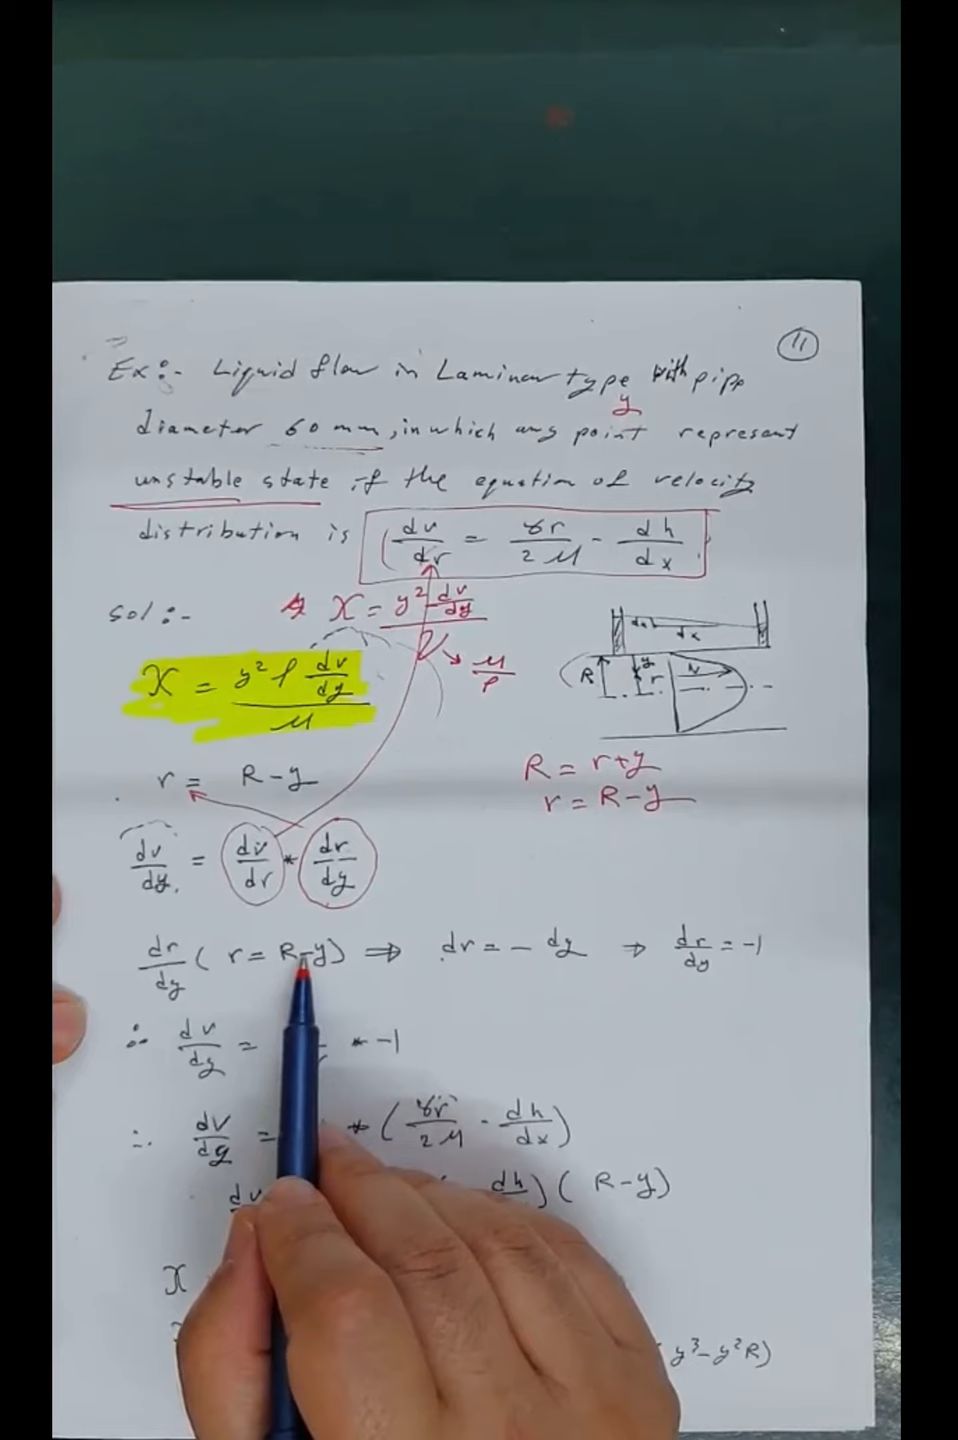 11
Ex:- Liquid flow in Laminar type with pipe
y
diameter 60 mm, in which any point represent
unstable state if the equation of velocity
distribution is ( dv/dr = γr/2μ - dh/dx
sol :-
X = y² dv/dy
μ/ρ
X = y² ρ dv/dy / μ
R y r v
dx
R = r+y
r = R-y
r = R-y
dv/dy = dv/dr * dr/dy
dr/dy ( r = R-y) ⇒ dr = - dy ⇒ dr/dy = -1
∴ dv/dy = * -1
∴ dv/dy = * ( γr/2μ - dh/dx )
dv dh ) ( R-y)
X
y³-y²R)